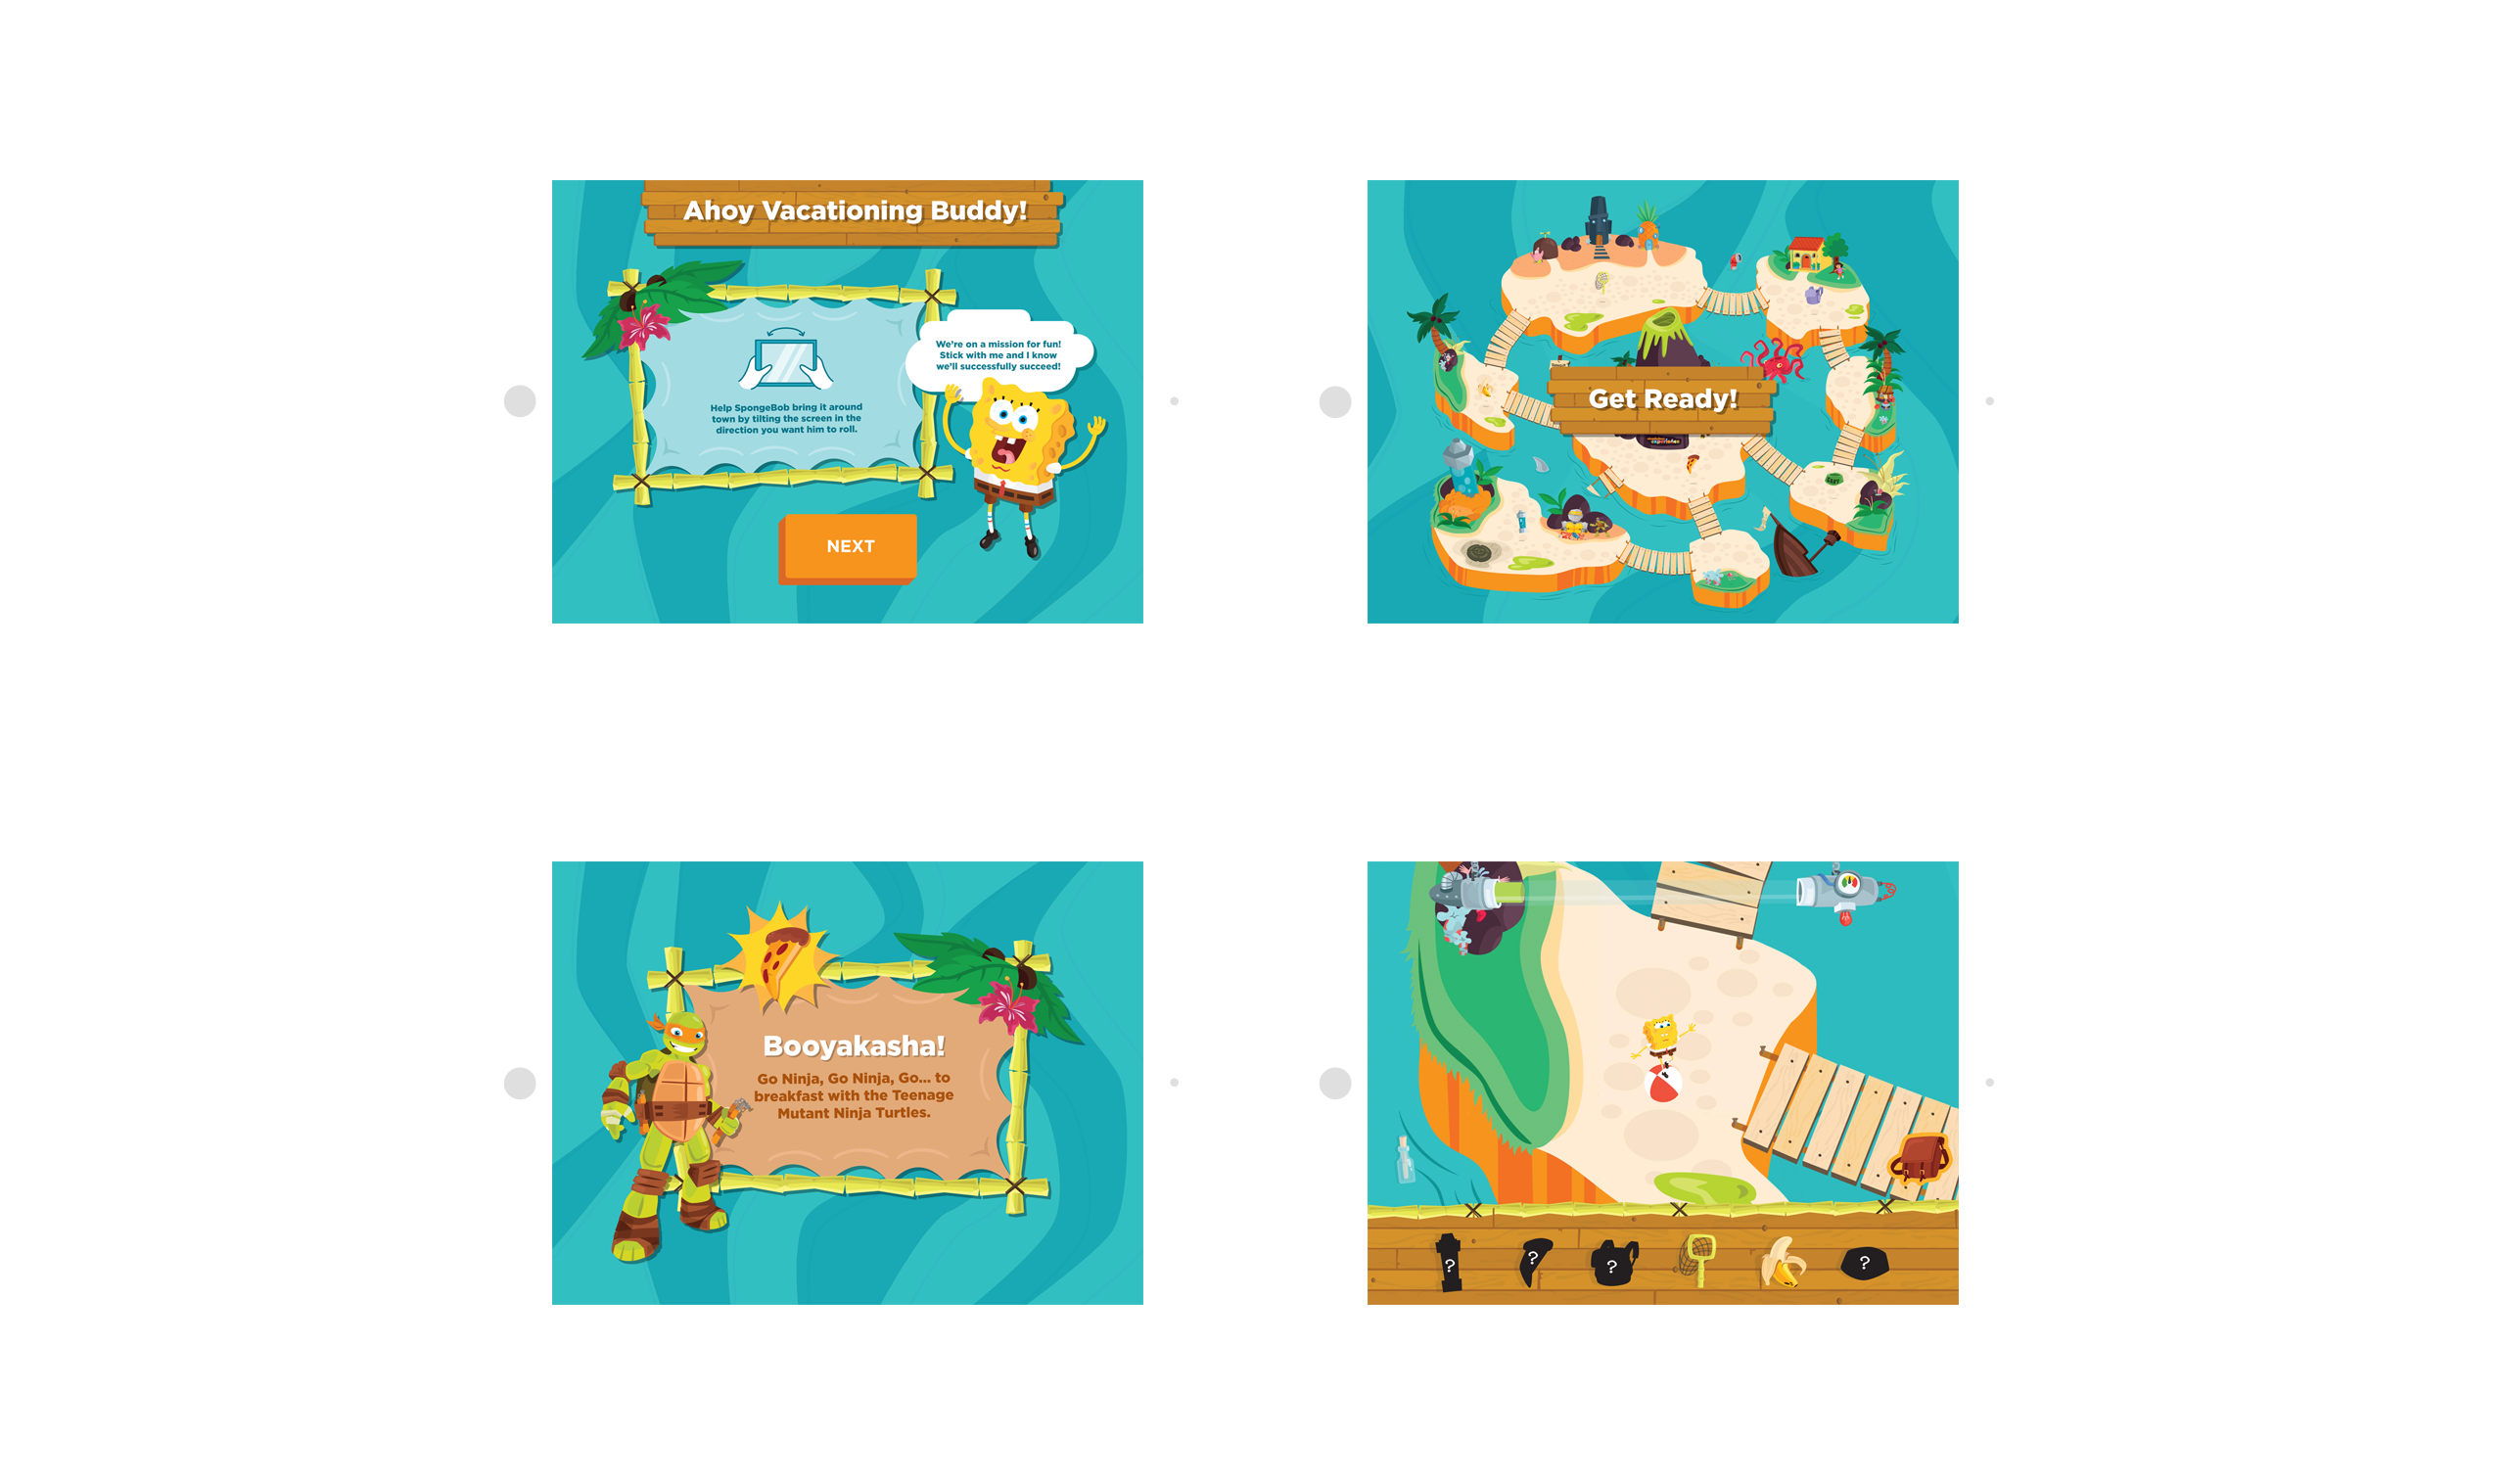 Ahoy Vacationing Buddy!
We're on a mission for fun!
Stick with me and I know
we'll successfully succeed!
Help SpongeBob bring it around
town by tilting the screen in the
direction you want him to roll.
NEXT
Get Ready!
Booyakasha!
Go Ninja, Go Ninja, Go... to
breakfast with the Teenage
Mutant Ninja Turtles.
? ? ? ?